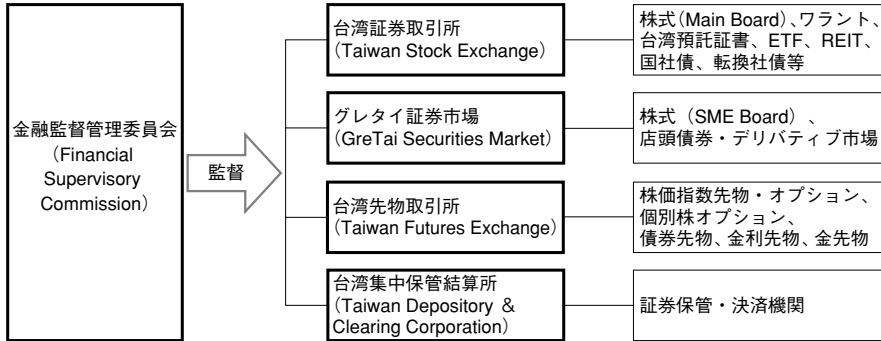 金融監督管理委員会
（Financial
Supervisory
Commission）
監督
台湾証券取引所
（Taiwan Stock Exchange）
株式（Main Board）、ワラント、
台湾預託証書、ETF、REIT、
国社債、転換社債等
グレタイ証券市場
（GreTai Securities Market）
株式（SME Board）、
店頭債券・デリバティブ市場
台湾先物取引所
（Taiwan Futures Exchange）
株価指数先物・オプション、
個別株オプション、
債券先物、金利先物、金先物
台湾集中保管結算所
（Taiwan Depository ＆
Clearing Corporation）
証券保管・決済機関